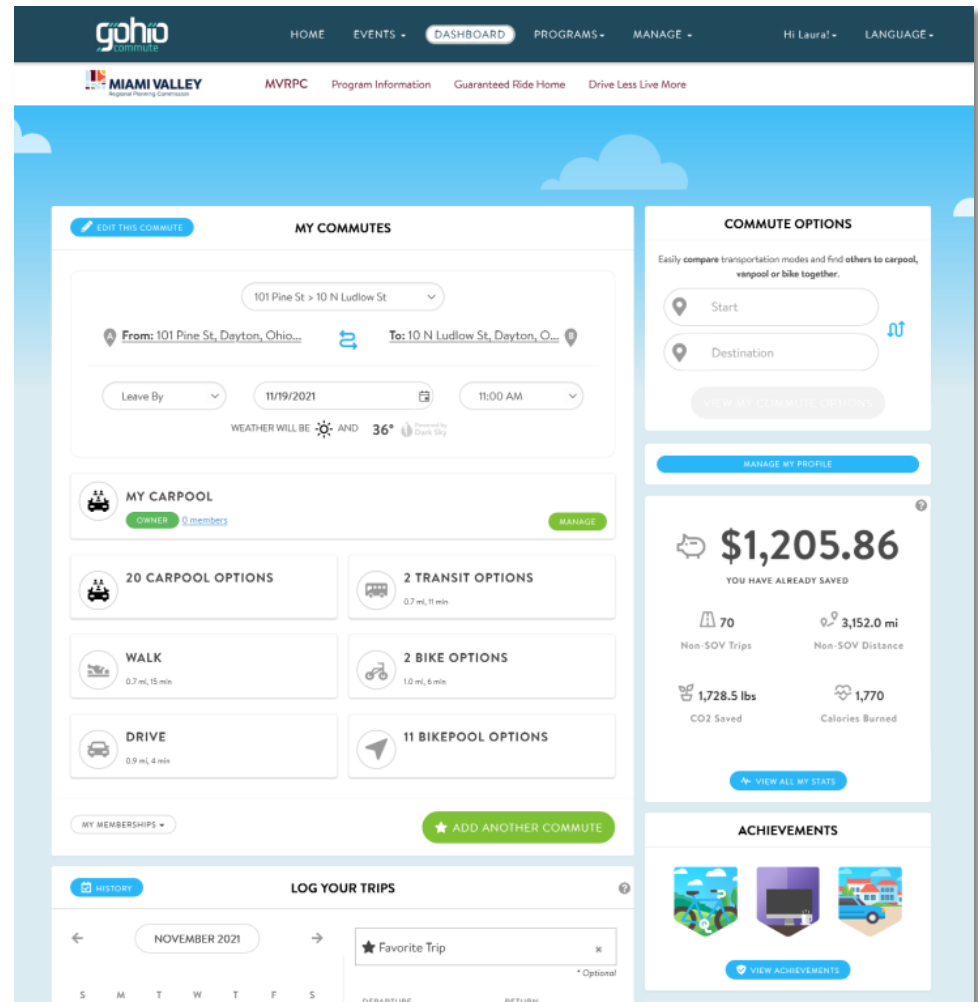 gohio commute
HOME EVENTS DASHBOARD PROGRAMS MANAGE Hi Laura! LANGUAGE
MIAMI VALLEY
Regional Planning Commission
MVRPC Program Information Guaranteed Ride Home Drive Less Live More
EDIT THIS COMMUTE
MY COMMUTES
101 Pine St > 10 N Ludlow St
A From: 101 Pine St, Dayton, Ohio...
To: 10 N Ludlow St, Dayton, O... B
Leave By 11/19/2021 11:00 AM
WEATHER WILL BE AND 36° Powered by Dark Sky
MY CARPOOL
OWNER 0 members
MANAGE
20 CARPOOL OPTIONS
2 TRANSIT OPTIONS
0.7 mi, 11 min
WALK
0.7 mi, 15 min
2 BIKE OPTIONS
1.0 mi, 6 min
DRIVE
0.9 mi, 4 min
11 BIKEPOOL OPTIONS
MY MEMBERSHIPS
ADD ANOTHER COMMUTE
HISTORY
LOG YOUR TRIPS
?
NOVEMBER 2021
S M T W T F S
Favorite Trip ×
* Optional
DEPARTURE RETURN
COMMUTE OPTIONS
Easily compare transportation modes and find others to carpool,
vanpool or bike together.
Start
Destination
VIEW MY COMMUTE OPTIONS
MANAGE MY PROFILE
?
$1,205.86
YOU HAVE ALREADY SAVED
70
Non-SOV Trips
3,152.0 mi
Non-SOV Distance
1,728.5 lbs
CO2 Saved
1,770
Calories Burned
VIEW ALL MY STATS
ACHIEVEMENTS
VIEW ACHIEVEMENTS